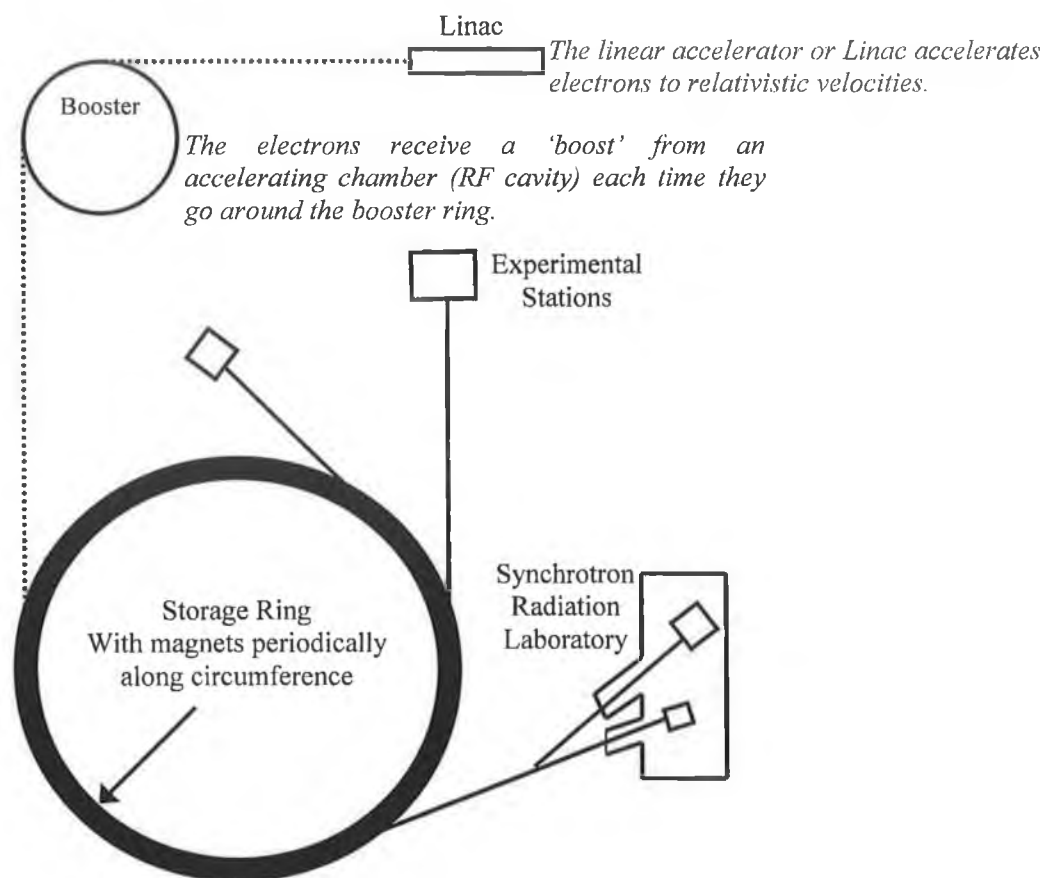 Linac
The linear accelerator or Linac accelerates
electrons to relativistic velocities.
Booster
The electrons receive a ‘boost’ from an
accelerating chamber (RF cavity) each time they
go around the booster ring.
Experimental
Stations
Synchrotron
Radiation
Laboratory
Storage Ring
With magnets periodically
along circumference